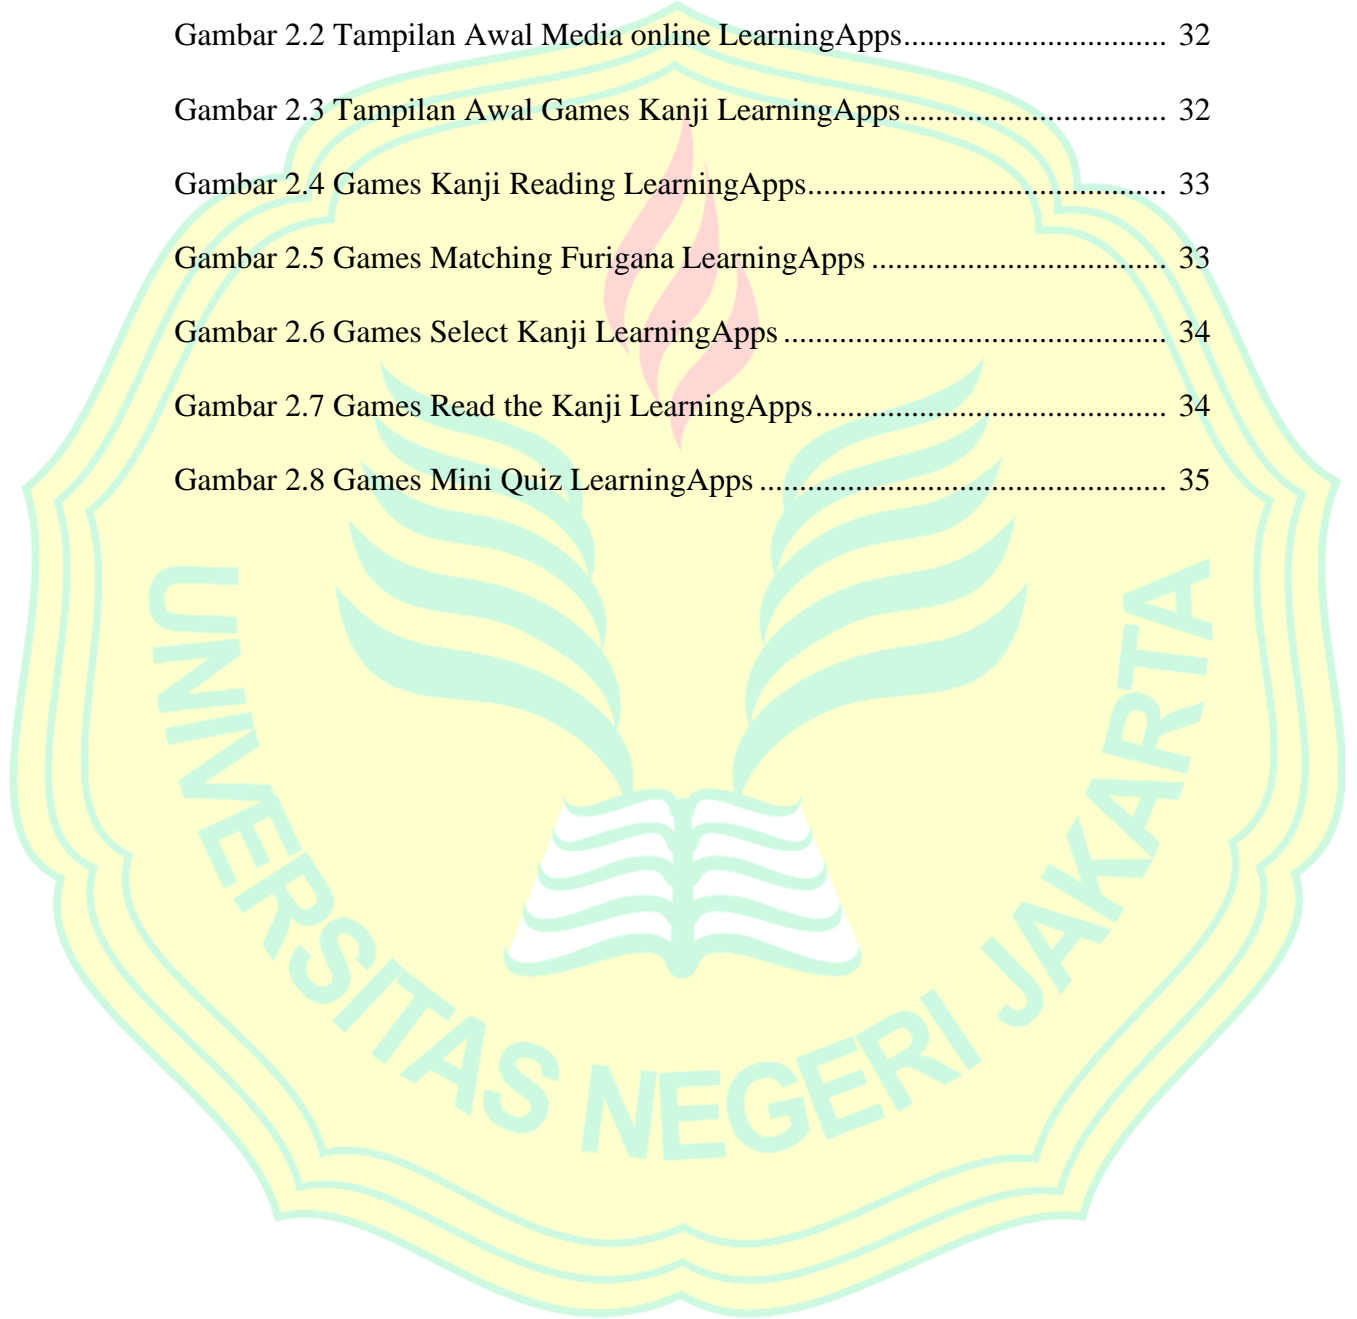 Gambar 2.2 Tampilan Awal Media online LearningApps................................. 32
Gambar 2.3 Tampilan Awal Games Kanji LearningApps................................. 32
Gambar 2.4 Games Kanji Reading LearningApps............................................. 33
Gambar 2.5 Games Matching Furigana LearningApps ..................................... 33
Gambar 2.6 Games Select Kanji LearningApps ................................................ 34
Gambar 2.7 Games Read the Kanji LearningApps............................................ 34
Gambar 2.8 Games Mini Quiz LearningApps ................................................... 35
UNIVERSITAS NEGERI JAKARTA